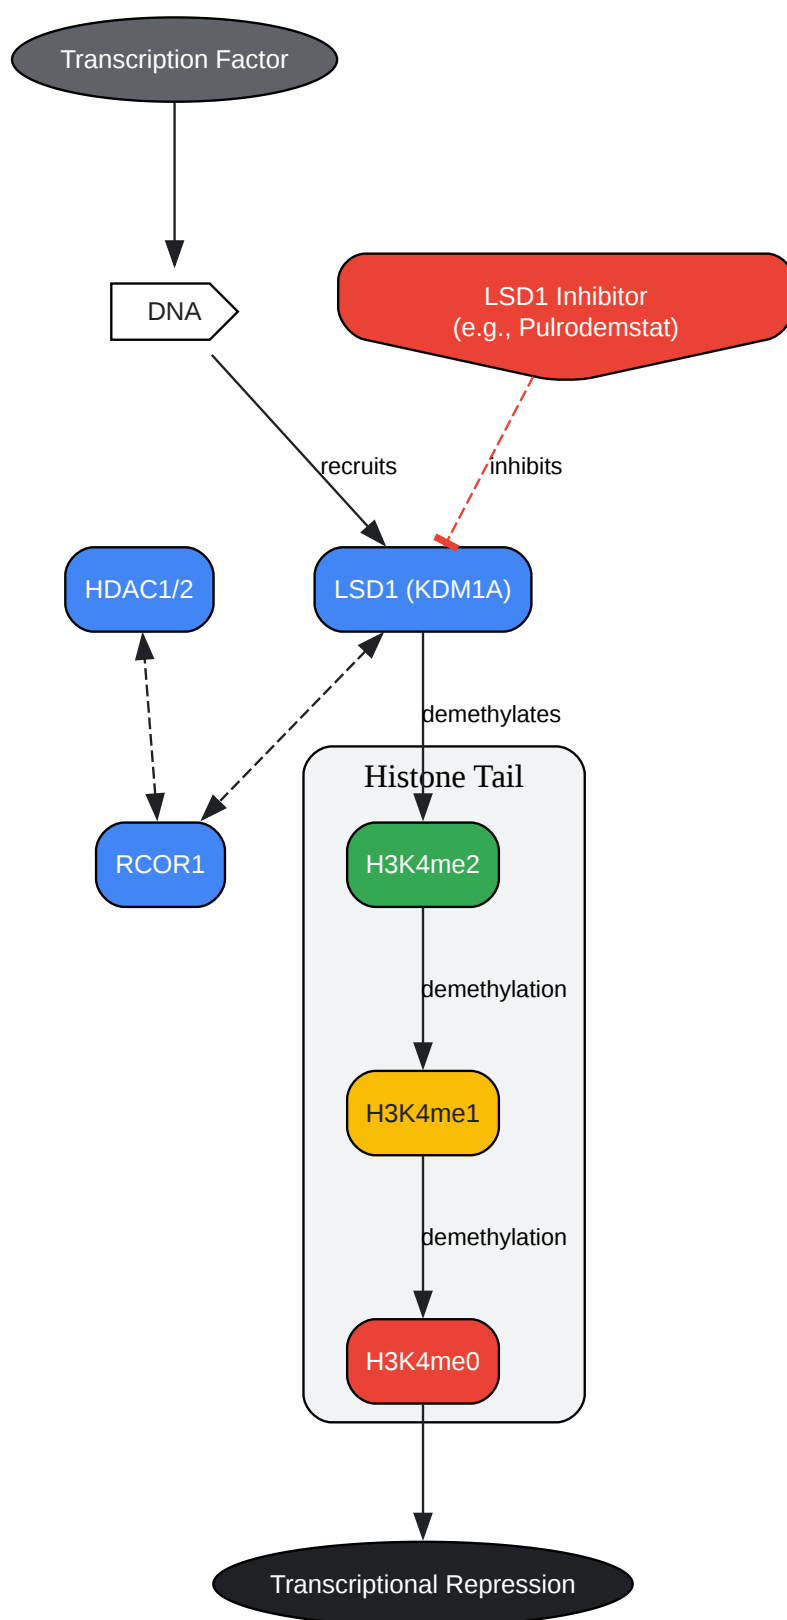 Transcription Factor
DNA
LSD1 Inhibitor
(e.g., Pulrodemstat)
recruits
inhibits
HDAC1/2
LSD1 (KDM1A)
demethylates
Histone Tail
RCOR1
H3K4me2
demethylation
H3K4me1
demethylation
H3K4me0
Transcriptional Repression